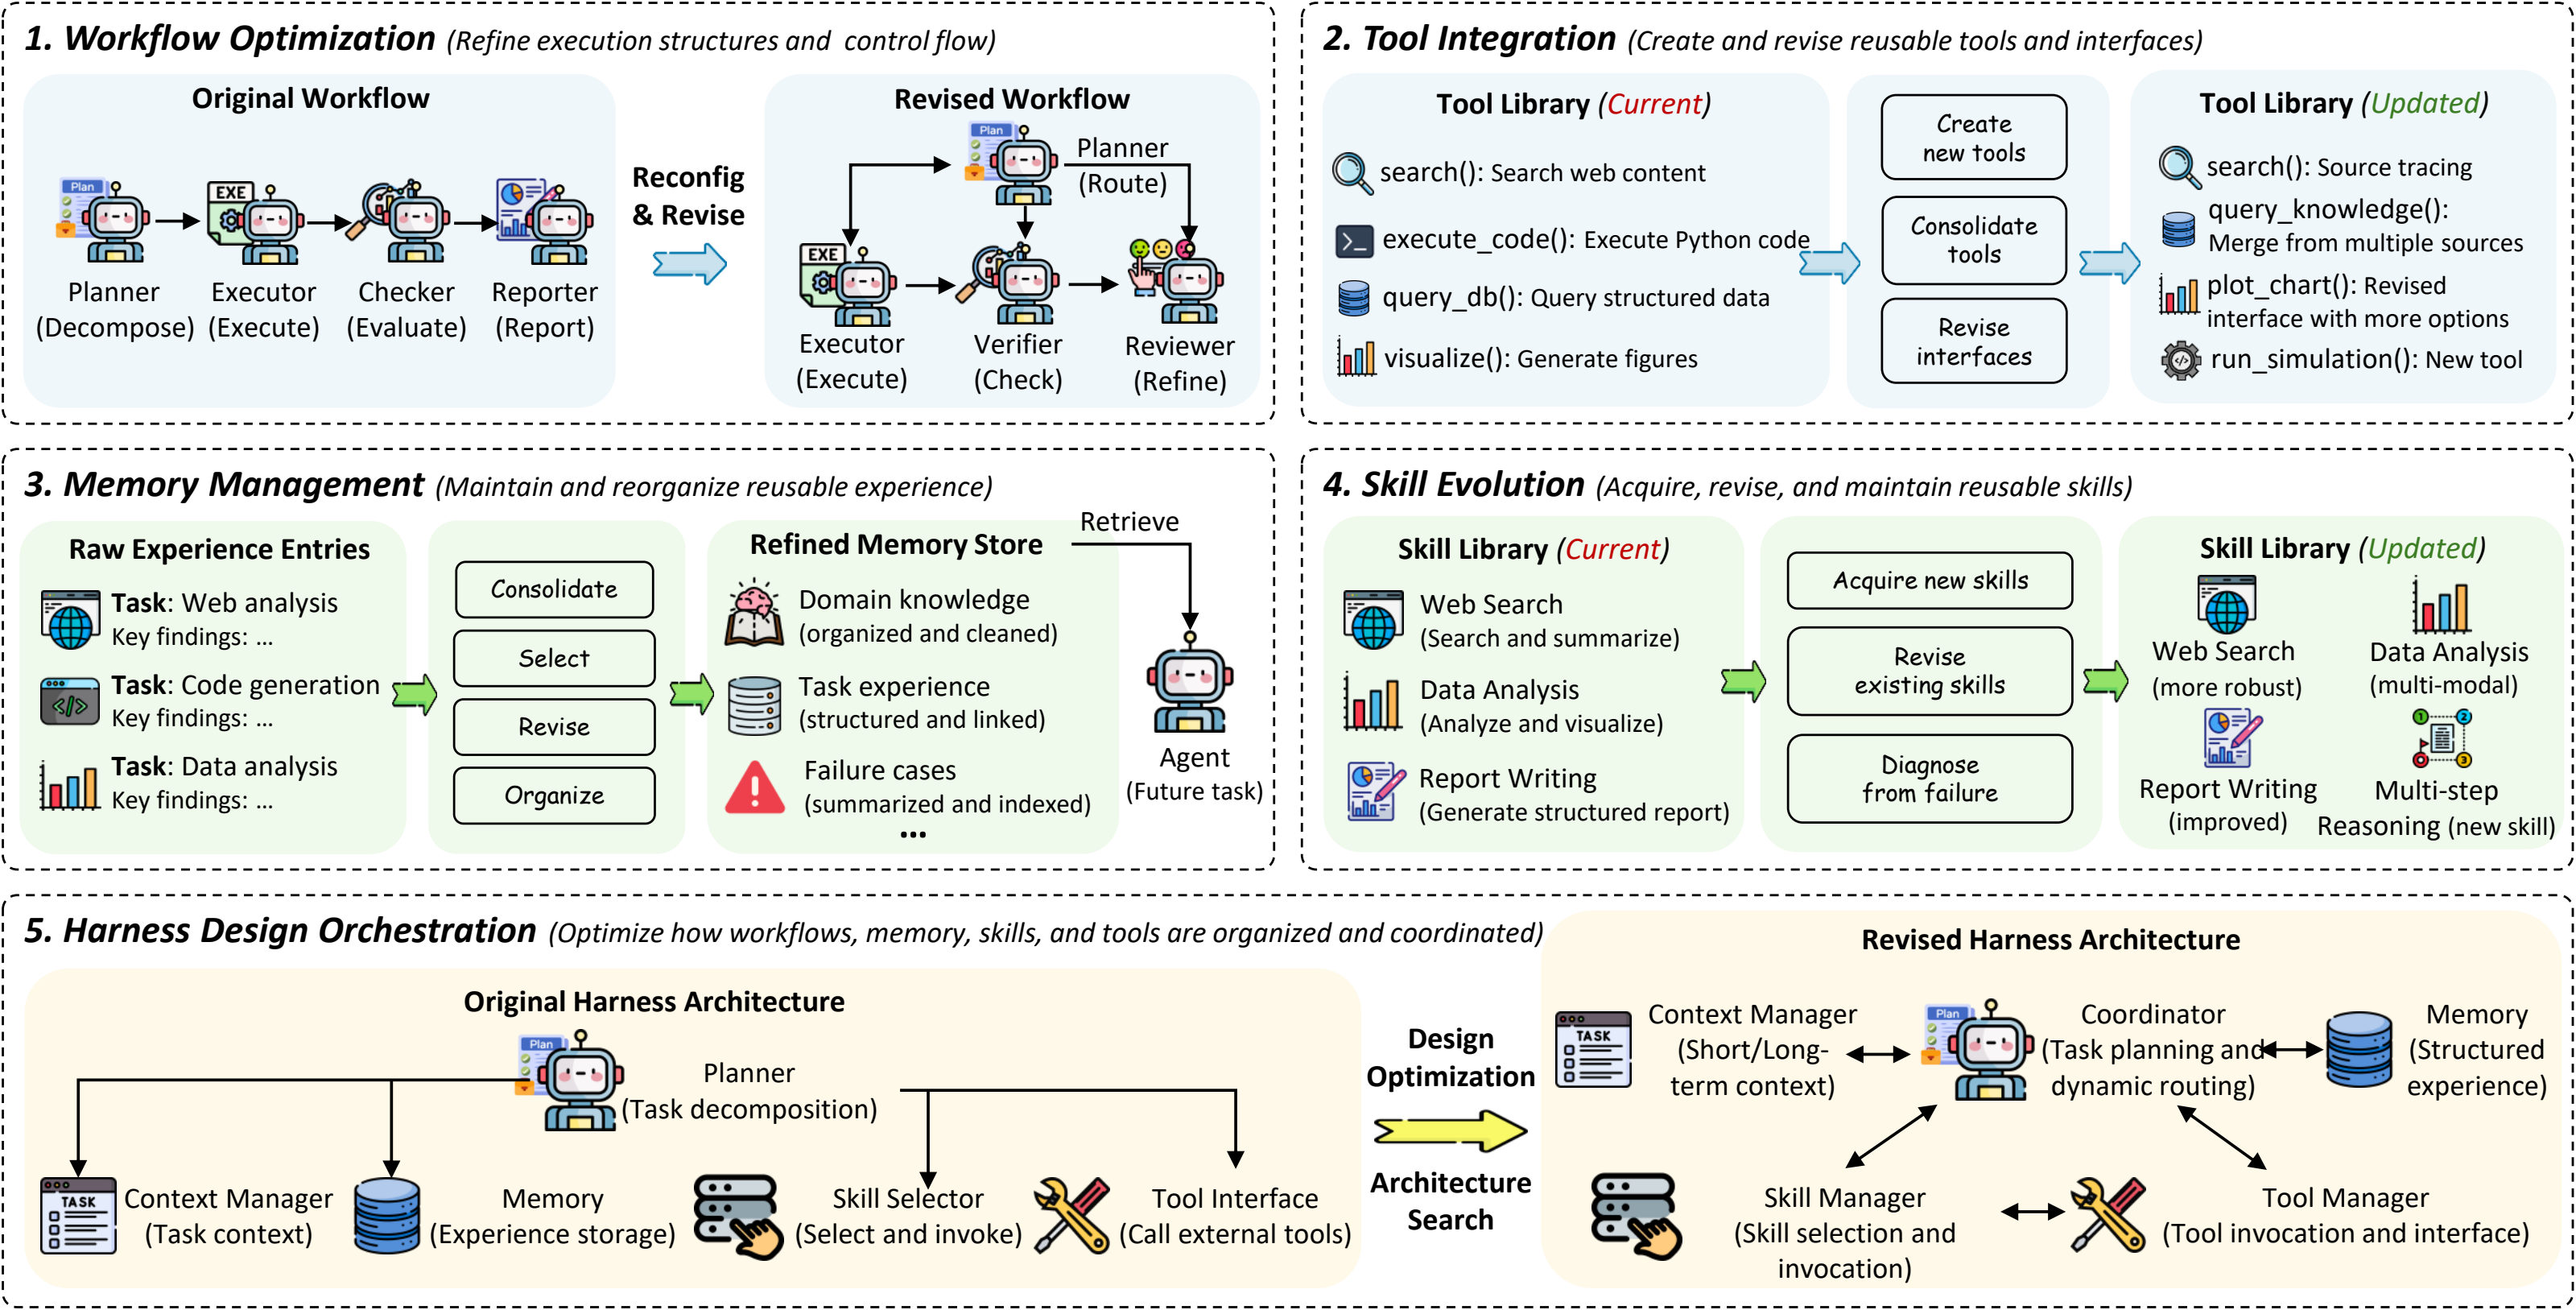 1. Workflow Optimization (Refine execution structures and control flow)
Original Workflow
Plan
EXE
Planner
(Decompose)
Executor
(Execute)
Checker
(Evaluate)
Reporter
(Report)
Reconfig
& Revise
Revised Workflow
Plan
Planner
(Route)
EXE
Executor
(Execute)
Verifier
(Check)
Reviewer
(Refine)
2. Tool Integration (Create and revise reusable tools and interfaces)
Tool Library (Current)
search(): Search web content
execute_code(): Execute Python code
query_db(): Query structured data
visualize(): Generate figures
Create
new tools
Consolidate
tools
Revise
interfaces
Tool Library (Updated)
search(): Source tracing
query_knowledge():
Merge from multiple sources
plot_chart(): Revised
interface with more options
run_simulation(): New tool
3. Memory Management (Maintain and reorganize reusable experience)
Raw Experience Entries
Task: Web analysis
Key findings: ...
Task: Code generation
Key findings: ...
Task: Data analysis
Key findings: ...
Consolidate
Select
Revise
Organize
Refined Memory Store
Domain knowledge
(organized and cleaned)
Task experience
(structured and linked)
Failure cases
(summarized and indexed)
...
Retrieve
Agent
(Future task)
4. Skill Evolution (Acquire, revise, and maintain reusable skills)
Skill Library (Current)
Web Search
(Search and summarize)
Data Analysis
(Analyze and visualize)
Report Writing
(Generate structured report)
Acquire new skills
Revise
existing skills
Diagnose
from failure
Skill Library (Updated)
Web Search
(more robust)
Data Analysis
(multi-modal)
1
2
3
Report Writing
(improved)
Multi-step
Reasoning (new skill)
5. Harness Design Orchestration (Optimize how workflows, memory, skills, and tools are organized and coordinated)
Original Harness Architecture
Plan
Planner
(Task decomposition)
TASK
Context Manager
(Task context)
Memory
(Experience storage)
Skill Selector
(Select and invoke)
Tool Interface
(Call external tools)
Design
Optimization
Architecture
Search
Revised Harness Architecture
TASK
Context Manager
(Short/Long-
term context)
Plan
Coordinator
(Task planning and
dynamic routing)
Memory
(Structured
experience)
Skill Manager
(Skill selection and
invocation)
Tool Manager
(Tool invocation and interface)